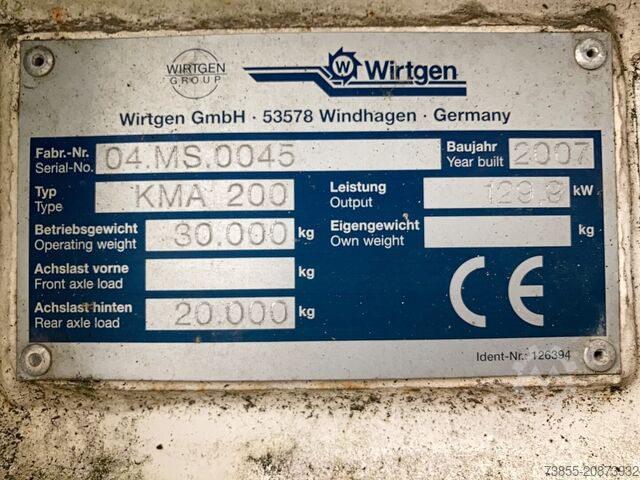 WIRTGEN
GROUP
W Wirtgen
Wirtgen GmbH · 53578 Windhagen · Germany
Fabr.-Nr. 04.MS.0045 Baujahr 2007
Serial-No. Year built
Typ KMA 200 Leistung 129.9 kW
Type Output
Betriebsgewicht 30.000 kg Eigengewicht kg
Operating weight Own weight
Achslast vorne kg
Front axle load
Achslast hinten 20.000 kg
Rear axle load
CE
Ident-Nr.: 126394
73855-20873932